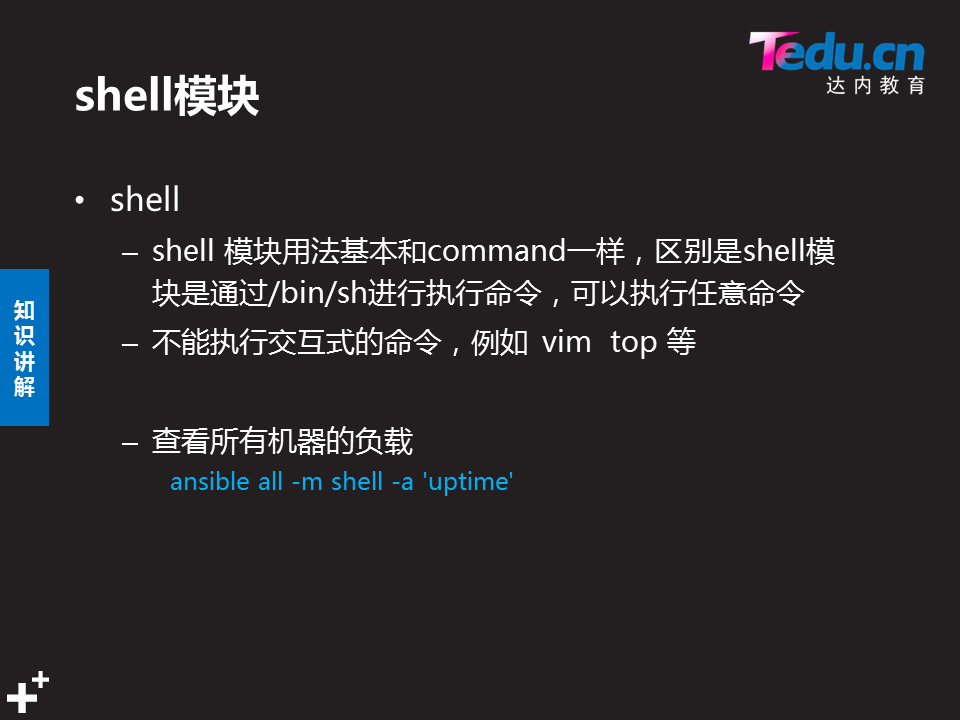 Tedu.cn
达内教育
shell模块
• shell
– shell 模块用法基本和command一样，区别是shell模
块是通过/bin/sh进行执行命令，可以执行任意命令
– 不能执行交互式的命令，例如 vim top 等
知识讲解
– 查看所有机器的负载
ansible all -m shell -a 'uptime'